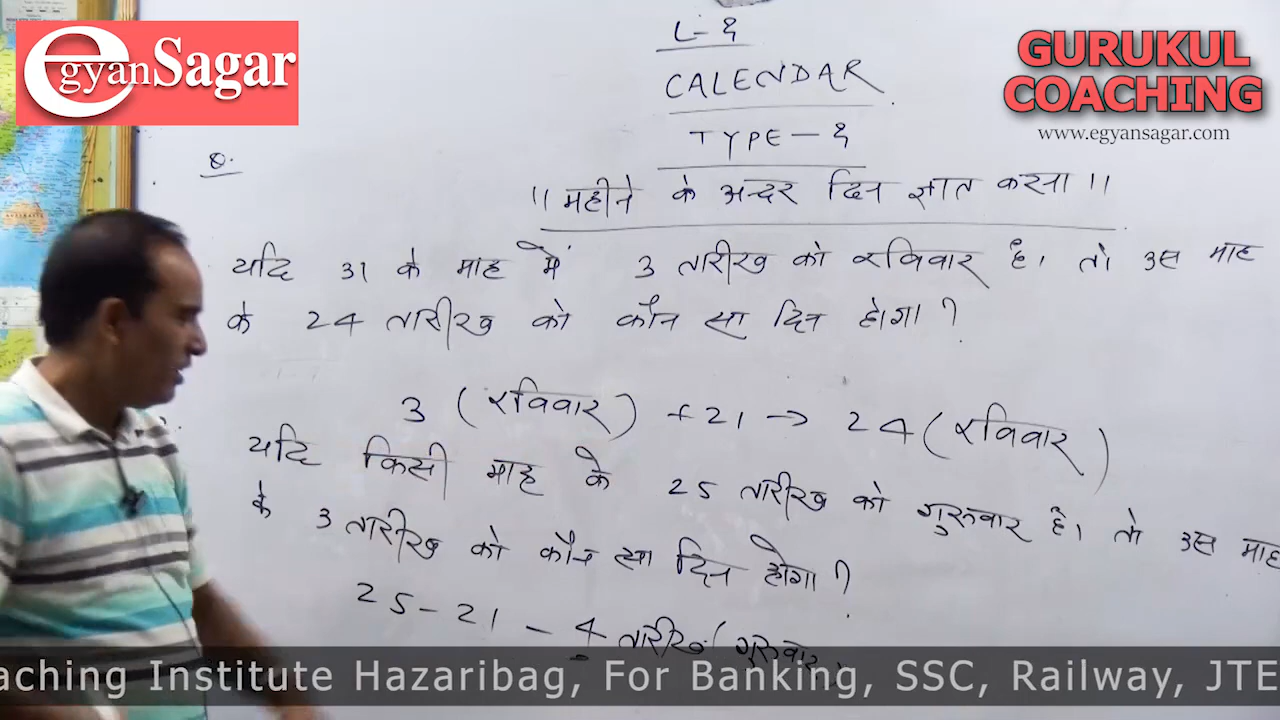 egyanSagar
GURUKUL
COACHING
www.egyansagar.com
L-१
CALENDAR
TYPE-१
Q.
"महीने के अन्दर दिन ज्ञात करना"
यदि 31 के माह में 3 तारीख को रविवार है। तो उस माह
के 24 तारीख को कौन सा दिन होगा?
3 (रविवार) +21 → 24 (रविवार)
यदि किसी माह के 25 तारीख को गुरुवार है। तो उस माह
के 3 तारीख को कौन सा दिन होगा?
25-21-4 तारीख (गुरुवार)
aching Institute Hazaribag, For Banking, SSC, Railway, JTE